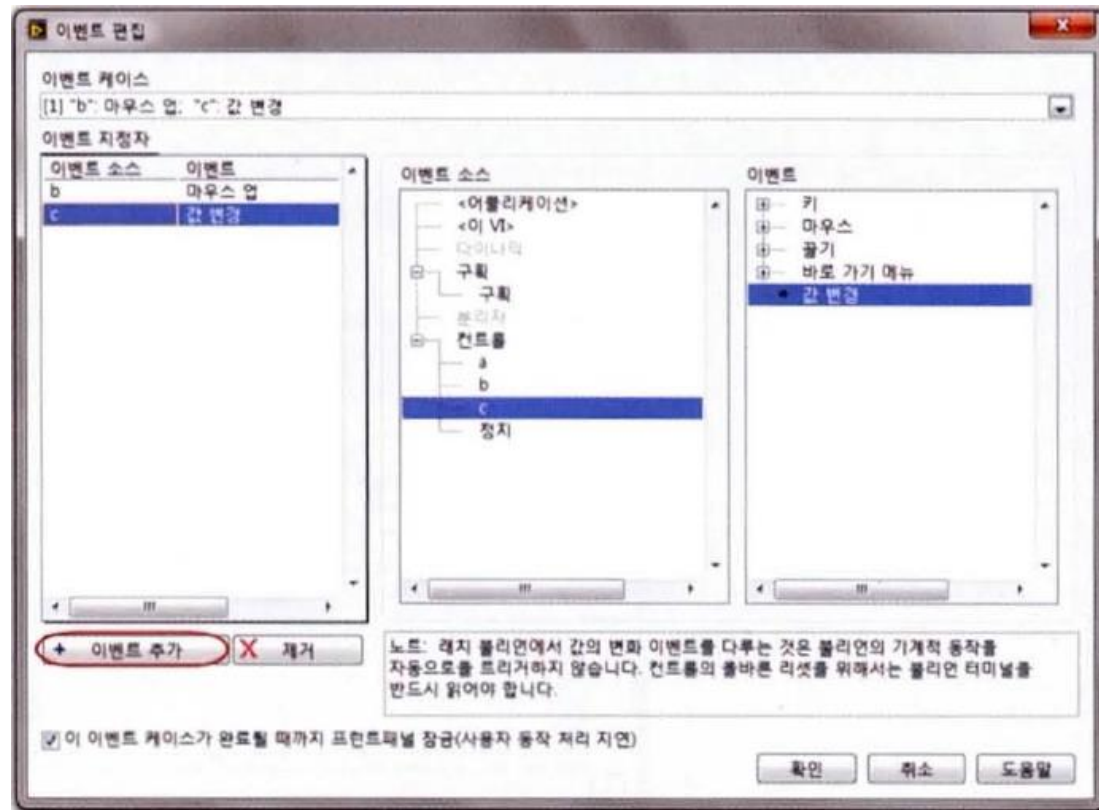 이벤트 편집
이벤트 케이스
[1] "b": 마우스 업, "c": 값 변경
이벤트 지정자
이벤트 소스 이벤트
b 마우스 업
c 값 변경
이벤트 소스
<어플리케이션>
<이 VI>
다이나믹
구획
구획
분리자
컨트롤
a
b
c
정지
이벤트
키
마우스
끌기
바로 가기 메뉴
값 변경
+ 이벤트 추가
X 제거
노트: 래치 불리언에서 값의 변화 이벤트를 다루는 것은 불리언의 기계적 동작을
자동으로를 트리거하지 않습니다. 컨트롤의 올바른 리셋를 위해서는 불리언 터미널를
반드시 읽어야 합니다.
이 이벤트 케이스가 완료될 때까지 프런트패널 잠금(사용자 동작 처리 지연)
확인
취소
도움말